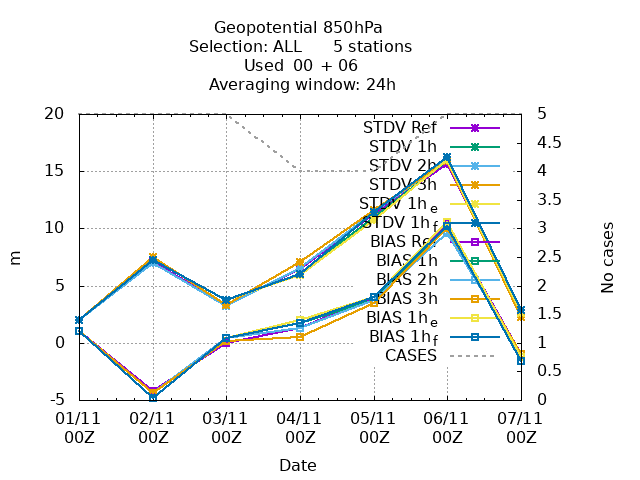 Geopotential 850hPa
Selection: ALL      5 stations
Used  00 + 06
Averaging window: 24h
20
15
10
5
0
-5
m
5
4.5
4
3.5
3
2.5
2
1.5
1
0.5
0
No cases
STDV Ref
STDV 1h
STDV 2h
STDV 3h
STDV 1h e
STDV 1h f
BIAS Ref
BIAS 1h
BIAS 2h
BIAS 3h
BIAS 1h e
BIAS 1h f
CASES
01/11 02/11 03/11 04/11 05/11 06/11 07/11
00Z 00Z 00Z 00Z 00Z 00Z 00Z
Date